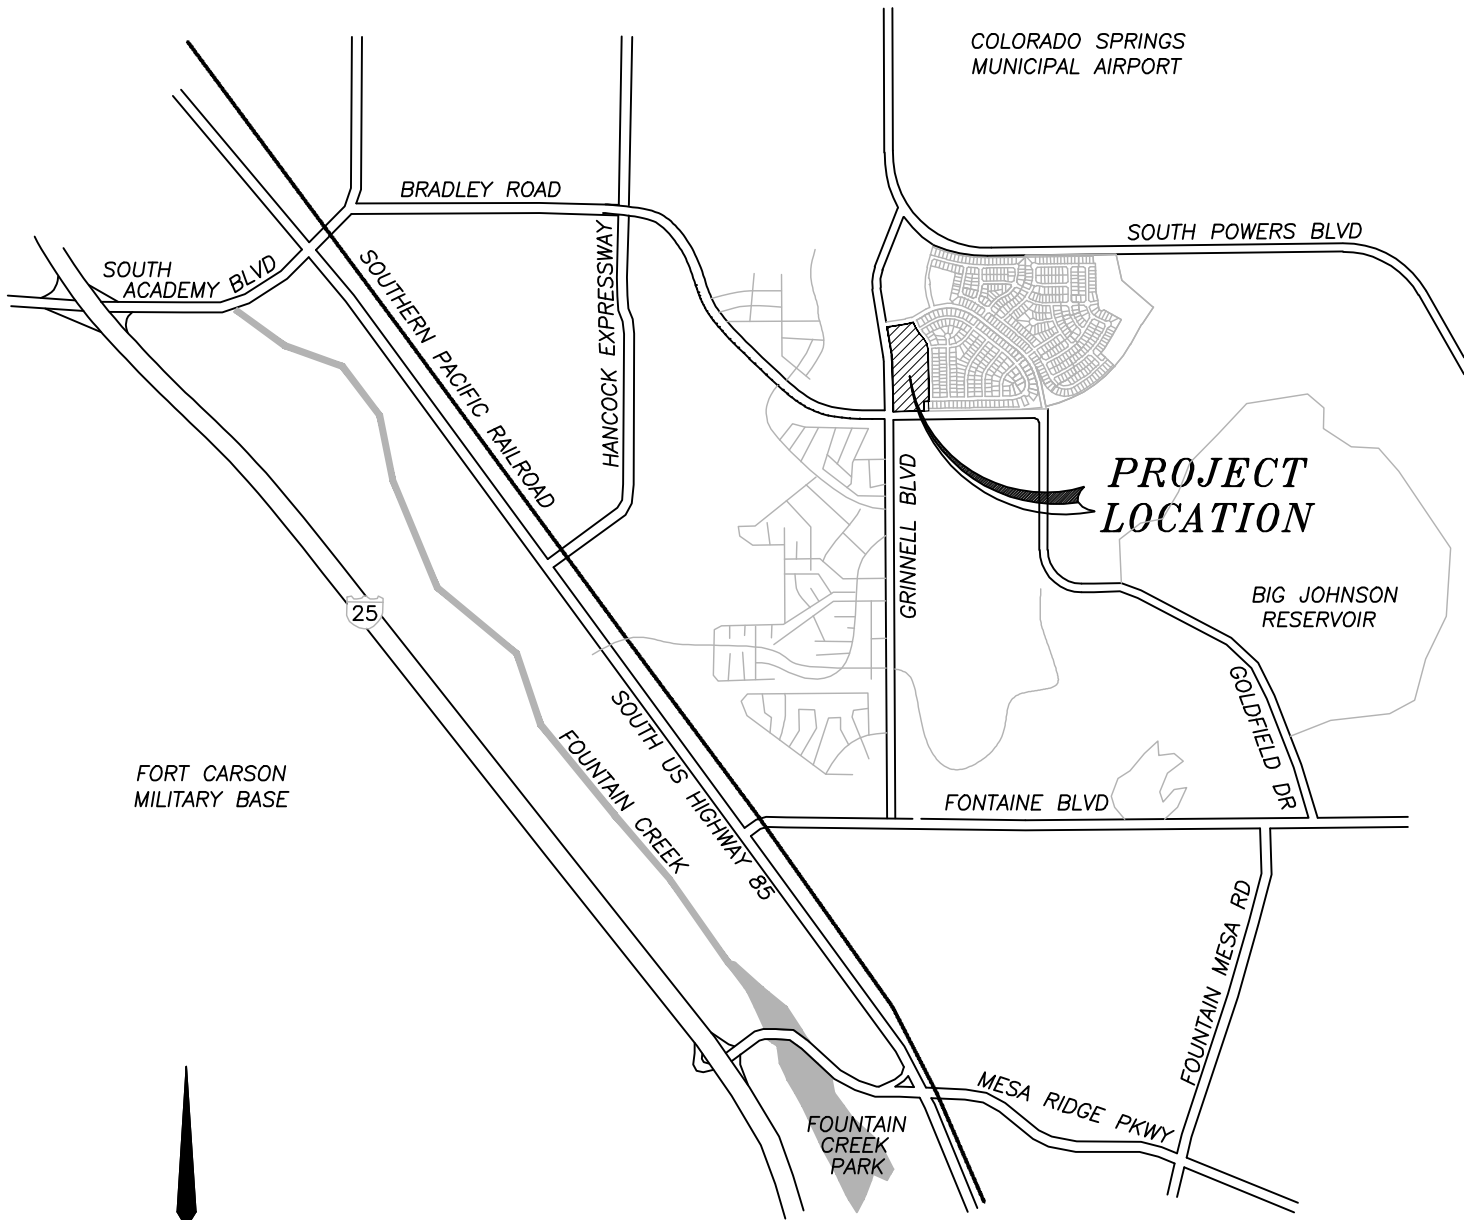 COLORADO SPRINGS
MUNICIPAL AIRPORT
BRADLEY ROAD
SOUTH POWERS BLVD
SOUTH
ACADEMY BLVD
SOUTHERN PACIFIC RAILROAD
HANCOCK EXPRESSWAY
PROJECT
LOCATION
GRINNELL BLVD
25
BIG JOHNSON
RESERVOIR
GOLDFIELD DR
SOUTH US HIGHWAY 85
FOUNTAIN CREEK
FORT CARSON
MILITARY BASE
FONTAINE BLVD
FOUNTAIN MESA RD
MESA RIDGE PKWY
FOUNTAIN
CREEK
PARK